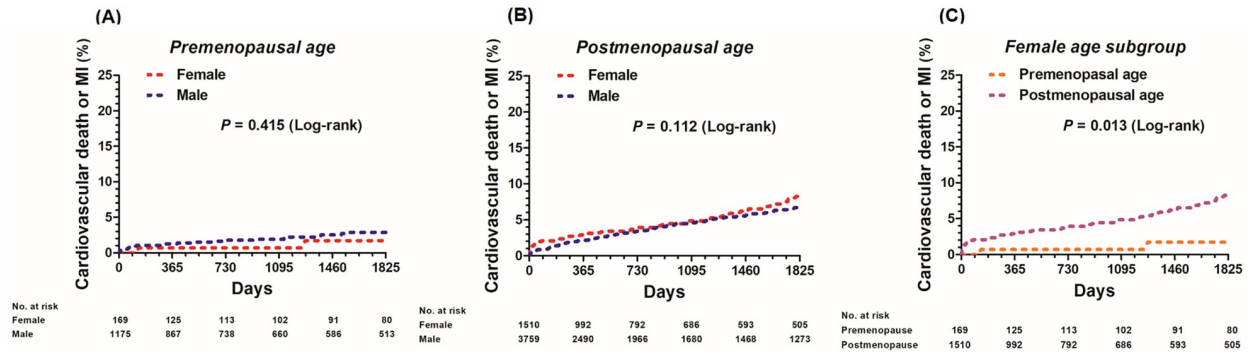 (A)
Premenopausal age
Cardiovascular death or MI (%)
25
20
15
10
5
0
Female
Male
P = 0.415 (Log-rank)
0 365 730 1095 1460 1825
Days
No. at risk
Female 169 125 113 102 91 80
Male 1175 867 738 660 586 513
(B)
Postmenopausal age
Cardiovascular death or MI (%)
25
20
15
10
5
0
Female
Male
P = 0.112 (Log-rank)
0 365 730 1095 1460 1825
Days
No. at risk
Female 1510 992 792 686 593 505
Male 3759 2490 1966 1680 1468 1273
(C)
Female age subgroup
Cardiovascular death or MI (%)
25
20
15
10
5
0
Premenopasal age
Postmenopausal age
P = 0.013 (Log-rank)
0 365 730 1095 1460 1825
Days
No. at risk
Premenopause 169 125 113 102 91 80
Postmenopause 1510 992 792 686 593 505